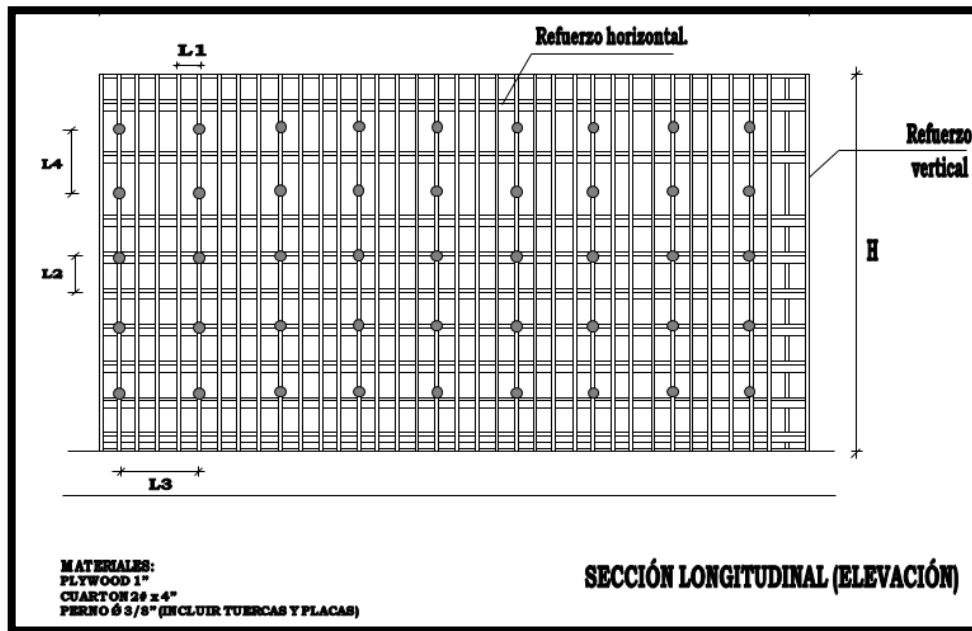 L1
Refuerzo horizontal.
L4
Refuerzo
vertical
H
L2
L3
MATERIALES:
PLYWOOD 1"
CUARTON 2# x 4"
PERNO Ø 3/8" (INCLUIR TUERCAS Y PLACAS)
SECCIÓN LONGITUDINAL (ELEVACIÓN)